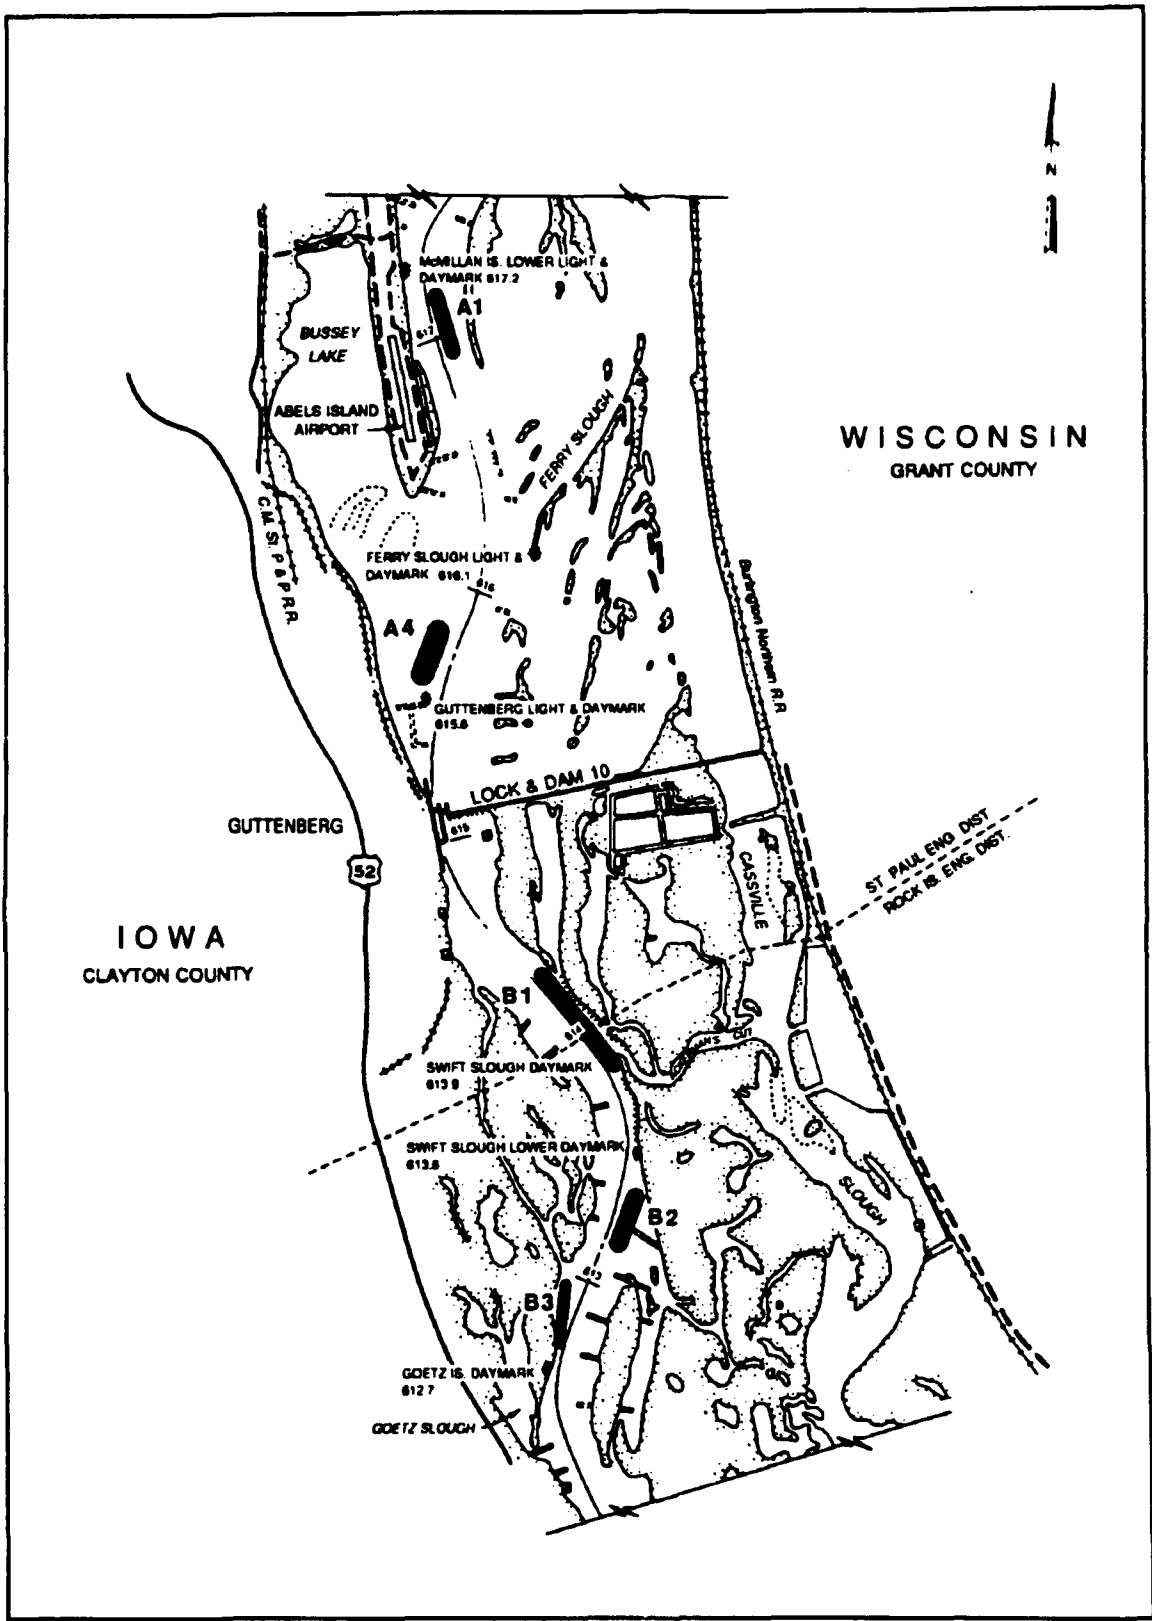 N
McMILLAN IS. LOWER LIGHT &
DAYMARK 617.2
A1
617
BUSSEY
LAKE
ABELS ISLAND
AIRPORT
FERRY SLOUGH
WISCONSIN
GRANT COUNTY
C.M. St. P & P.R.R.
FERRY SLOUGH LIGHT &
DAYMARK 616.1
616
Burlington Northern R.R
A4
GUTTENBERG LIGHT & DAYMARK
615.6
LOCK & DAM 10
GUTTENBERG
615
52
CASSVILLE
ST PAUL ENG DIST
ROCK IS. ENG. DIST.
IOWA
CLAYTON COUNTY
B1
614
CUT
SWIFT SLOUGH DAYMARK
613 9
SWIFT SLOUGH LOWER DAYMARK
613.6
SLOUGH
B2
613
B3
GOETZ IS. DAYMARK
612 7
GOETZ SLOUGH